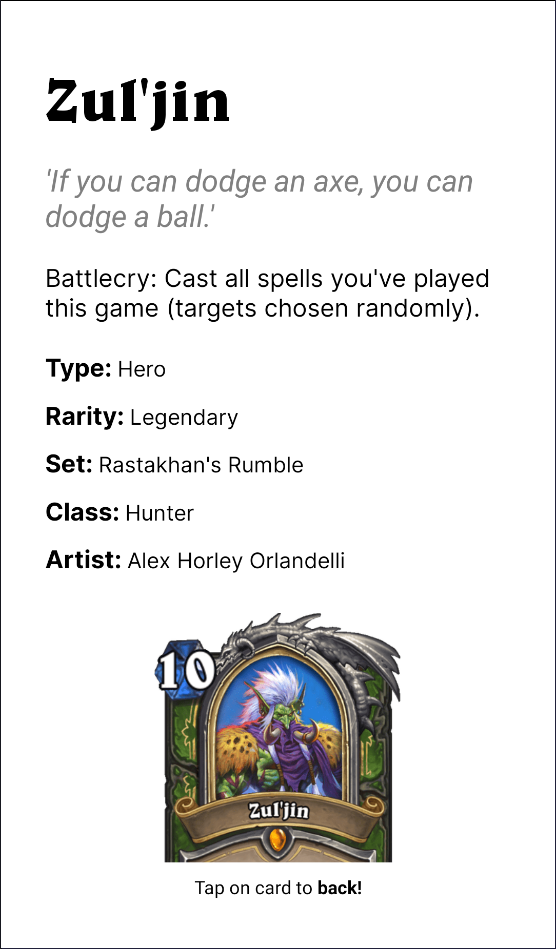 Zul'jin
'If you can dodge an axe, you can
dodge a ball.'
Battlecry: Cast all spells you've played
this game (targets chosen randomly).
Type: Hero
Rarity: Legendary
Set: Rastakhan's Rumble
Class: Hunter
Artist: Alex Horley Orlandelli
10
Zul'jin
Tap on card to back!